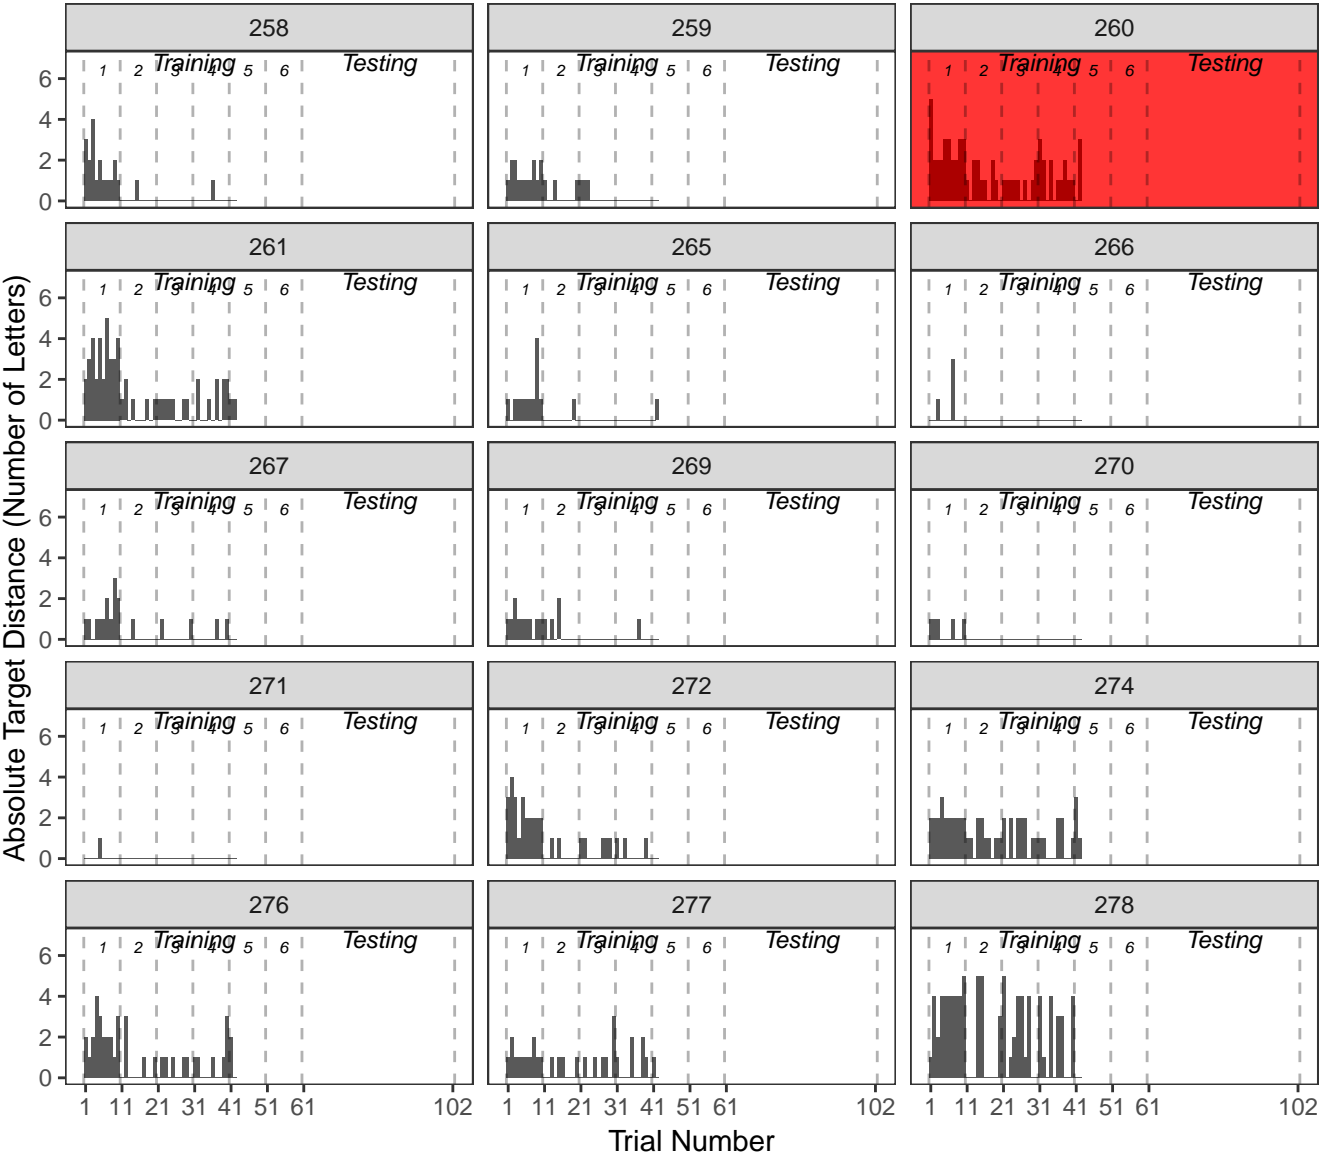 258 259 260
Training Testing Training Testing Training Testing
1 2 3 4 5 6 1 2 3 4 5 6 1 2 3 4 5 6
6
4
2
0
261 265 266
Training Testing Training Testing Training Testing
1 2 3 4 5 6 1 2 3 4 5 6 1 2 3 4 5 6
6
4
2
0
267 269 270
Training Testing Training Testing Training Testing
1 2 3 4 5 6 1 2 3 4 5 6 1 2 3 4 5 6
6
4
2
0
271 272 274
Training Testing Training Testing Training Testing
1 2 3 4 5 6 1 2 3 4 5 6 1 2 3 4 5 6
6
4
2
0
276 277 278
Training Testing Training Testing Training Testing
1 2 3 4 5 6 1 2 3 4 5 6 1 2 3 4 5 6
6
4
2
0
1 11 21 31 41 51 61 102 1 11 21 31 41 51 61 102 1 11 21 31 41 51 61 102
Trial Number
Absolute Target Distance (Number of Letters)